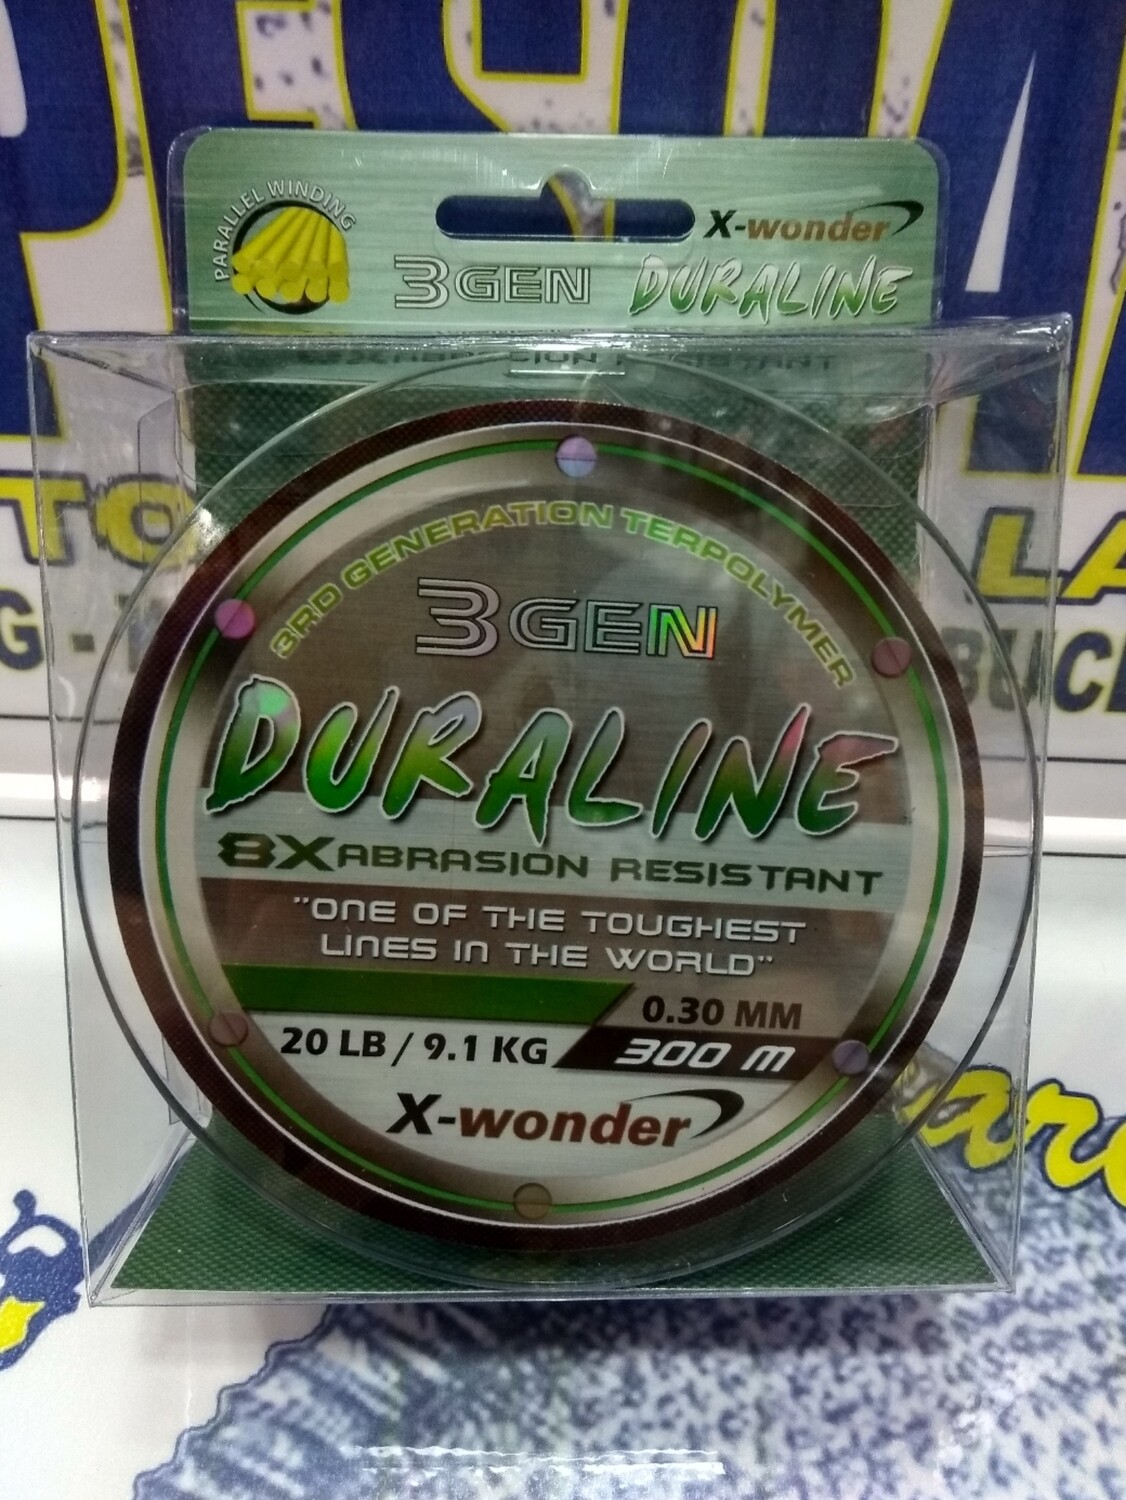 PARALLEL WINDING
X-wonder
3GEN DURALINE
3RD GENERATION TERPOLYMER
3GEN
DURALINE
8X ABRASION RESISTANT
"ONE OF THE TOUGHEST
LINES IN THE WORLD"
0.30 MM
20 LB / 9.1 KG
300 M
X-wonder